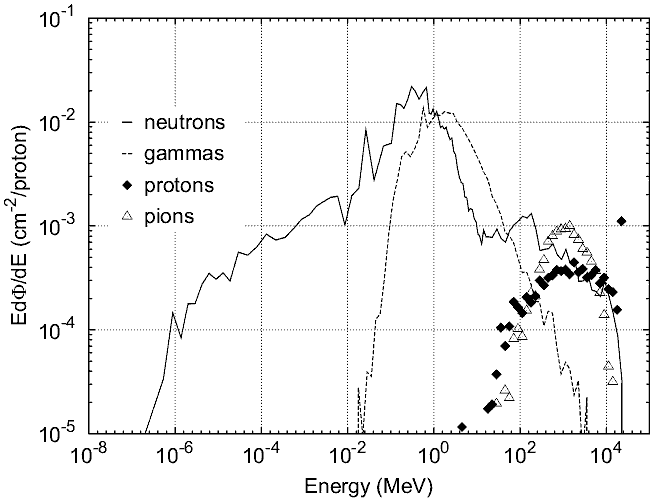 10^-1
10^-2
10^-3
10^-4
10^-5
EdΦ/dE (cm^-2/proton)
neutrons
gammas
protons
pions
10^-8 10^-6 10^-4 10^-2 10^0 10^2 10^4
Energy (MeV)